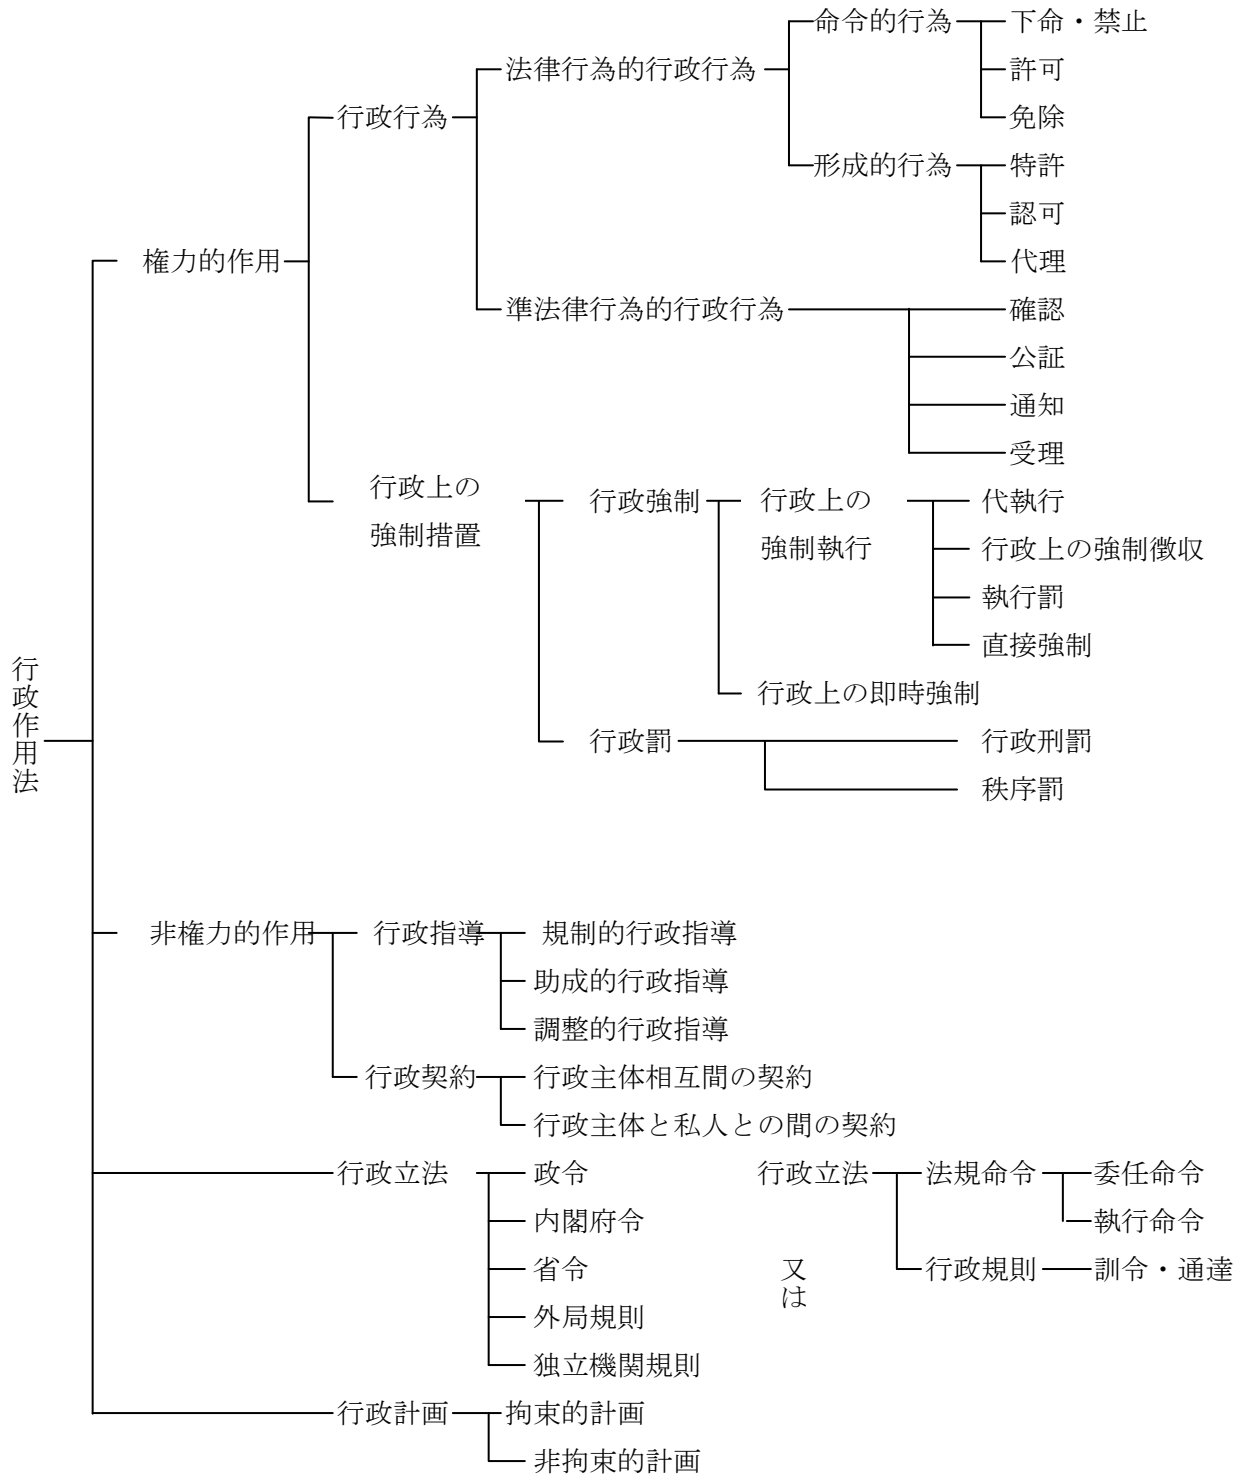 命令的行為 下命・禁止
法律行為的行政行為 許可
行政行為 免除
形成的行為 特許
認可
権力的作用 代理
準法律行為的行政行為 確認
公証
通知
受理
行政上の 行政強制 行政上の 代執行
強制措置 強制執行 行政上の強制徴収
執行罰
直接強制
行政上の即時強制
行政作用法 行政罰 行政刑罰
秩序罰
非権力的作用 行政指導 規制的行政指導
助成的行政指導
調整的行政指導
行政契約 行政主体相互間の契約
行政主体と私人との間の契約
行政立法 政令 行政立法 法規命令 委任命令
内閣府令 執行命令
省令 又は 行政規則 訓令・通達
外局規則
独立機関規則
行政計画 拘束的計画
非拘束的計画